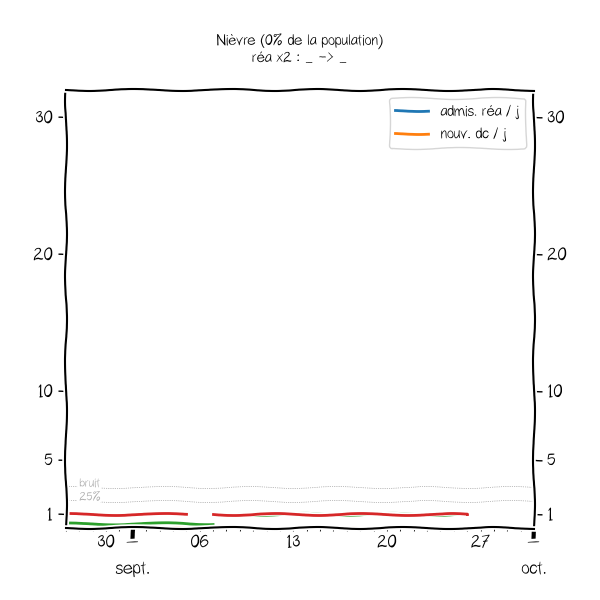 Nièvre (0% de la population)
réa x2 : _ -> _
admis. réa / j
nouv. dc / j
30
30
20
20
10
10
5
5
bruit
25%
1
1
30
06
13
20
27
sept.
oct.